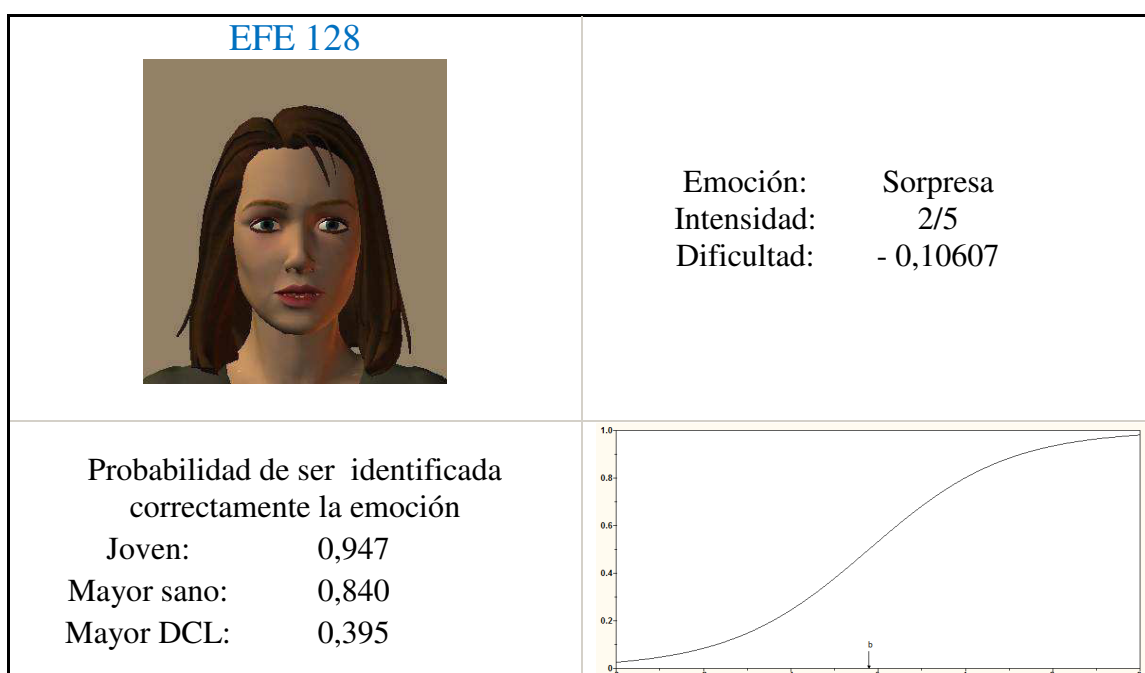 EFE 128
Emoción: Sorpresa
Intensidad: 2/5
Dificultad: - 0,10607
Probabilidad de ser identificada
correctamente la emoción
Joven: 0,947
Mayor sano: 0,840
Mayor DCL: 0,395
1.0
0.8
0.6
0.4
0.2
0
b